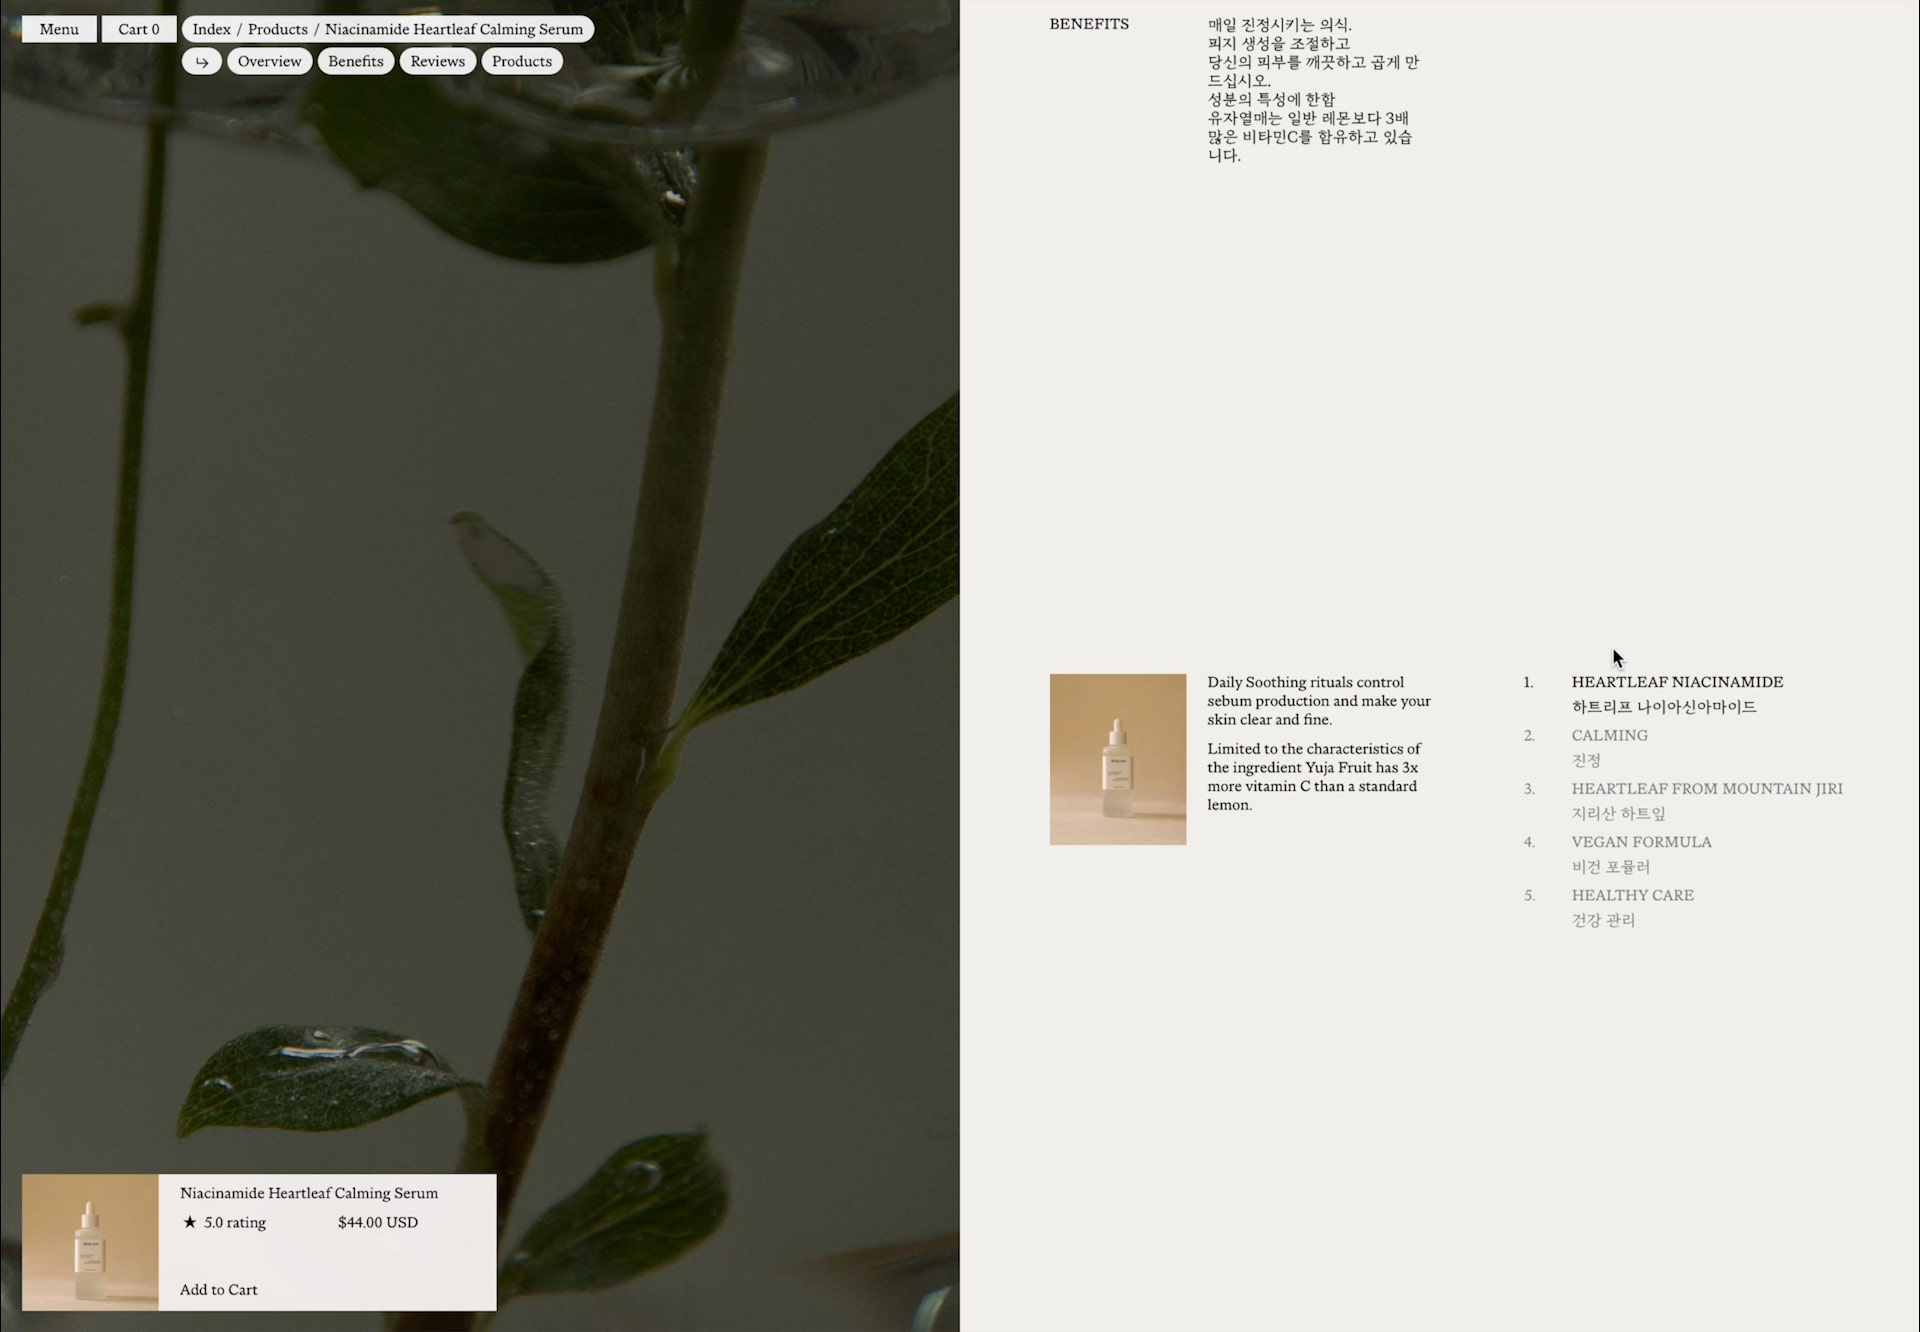 Menu
Cart 0
Index / Products / Niacinamide Heartleaf Calming Serum
Overview
Benefits
Reviews
Products
BENEFITS
매일 진정시키는 의식.
피지 생성을 조절하고
당신의 피부를 깨끗하고 곱게 만
드십시오.
성분의 특성에 한함
유자열매는 일반 레몬보다 3배
많은 비타민C를 함유하고 있습
니다.
Daily Soothing rituals control
sebum production and make your
skin clear and fine.
Limited to the characteristics of
the ingredient Yuja Fruit has 3x
more vitamin C than a standard
lemon.
1. HEARTLEAF NIACINAMIDE
하트리프 나이아신아마이드
2. CALMING
진정
3. HEARTLEAF FROM MOUNTAIN JIRI
지리산 하트잎
4. VEGAN FORMULA
비건 포뮬러
5. HEALTHY CARE
건강 관리
Niacinamide Heartleaf Calming Serum
★ 5.0 rating
$44.00 USD
Add to Cart